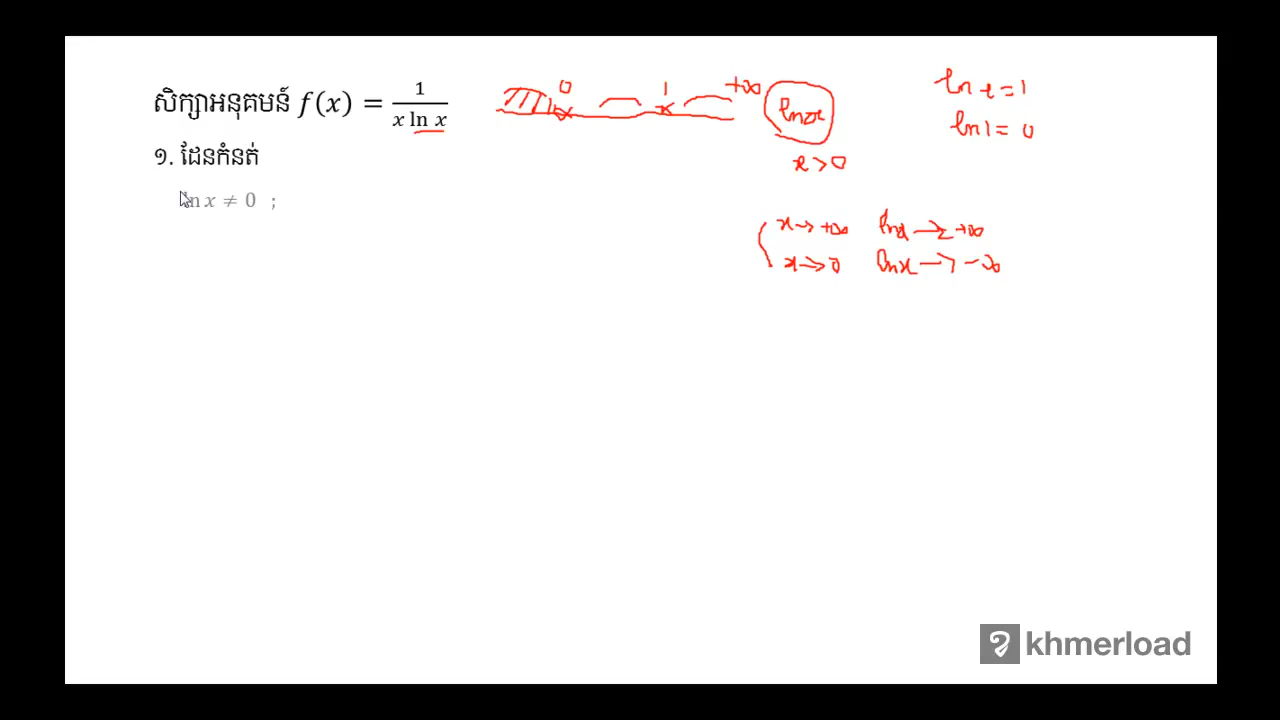 សិក្សាអនុគមន៍ f(x) = 1 / (x ln x)
0 1 +∞
ln x
x > 0
ln e = 1
ln 1 = 0
១. ដែនកំនត់
ln x ≠ 0 ;
x → +∞ ln x → +∞
x → 0 ln x → −∞
khmerload